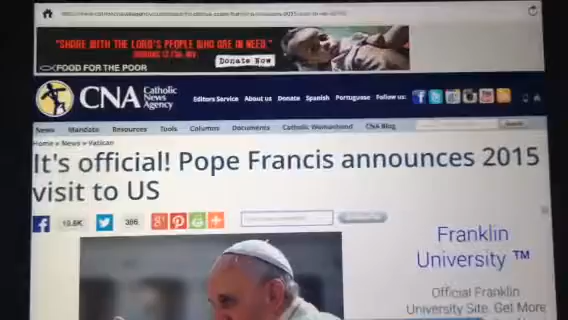 "SHARE WITH THE LORD'S PEOPLE WHO ARE IN NEED."
FOOD FOR THE POOR
Donate Now
CNA Catholic News Agency
Editors Service About us Donate Spanish Portuguese Follow us:
News Mandate Resources Tools Columns Documents Catholic Womanhood CNA Blog
Home » News » Vatican
It's official! Pope Francis announces 2015
visit to US
Franklin
University ™
Official Franklin
University Site. Get More